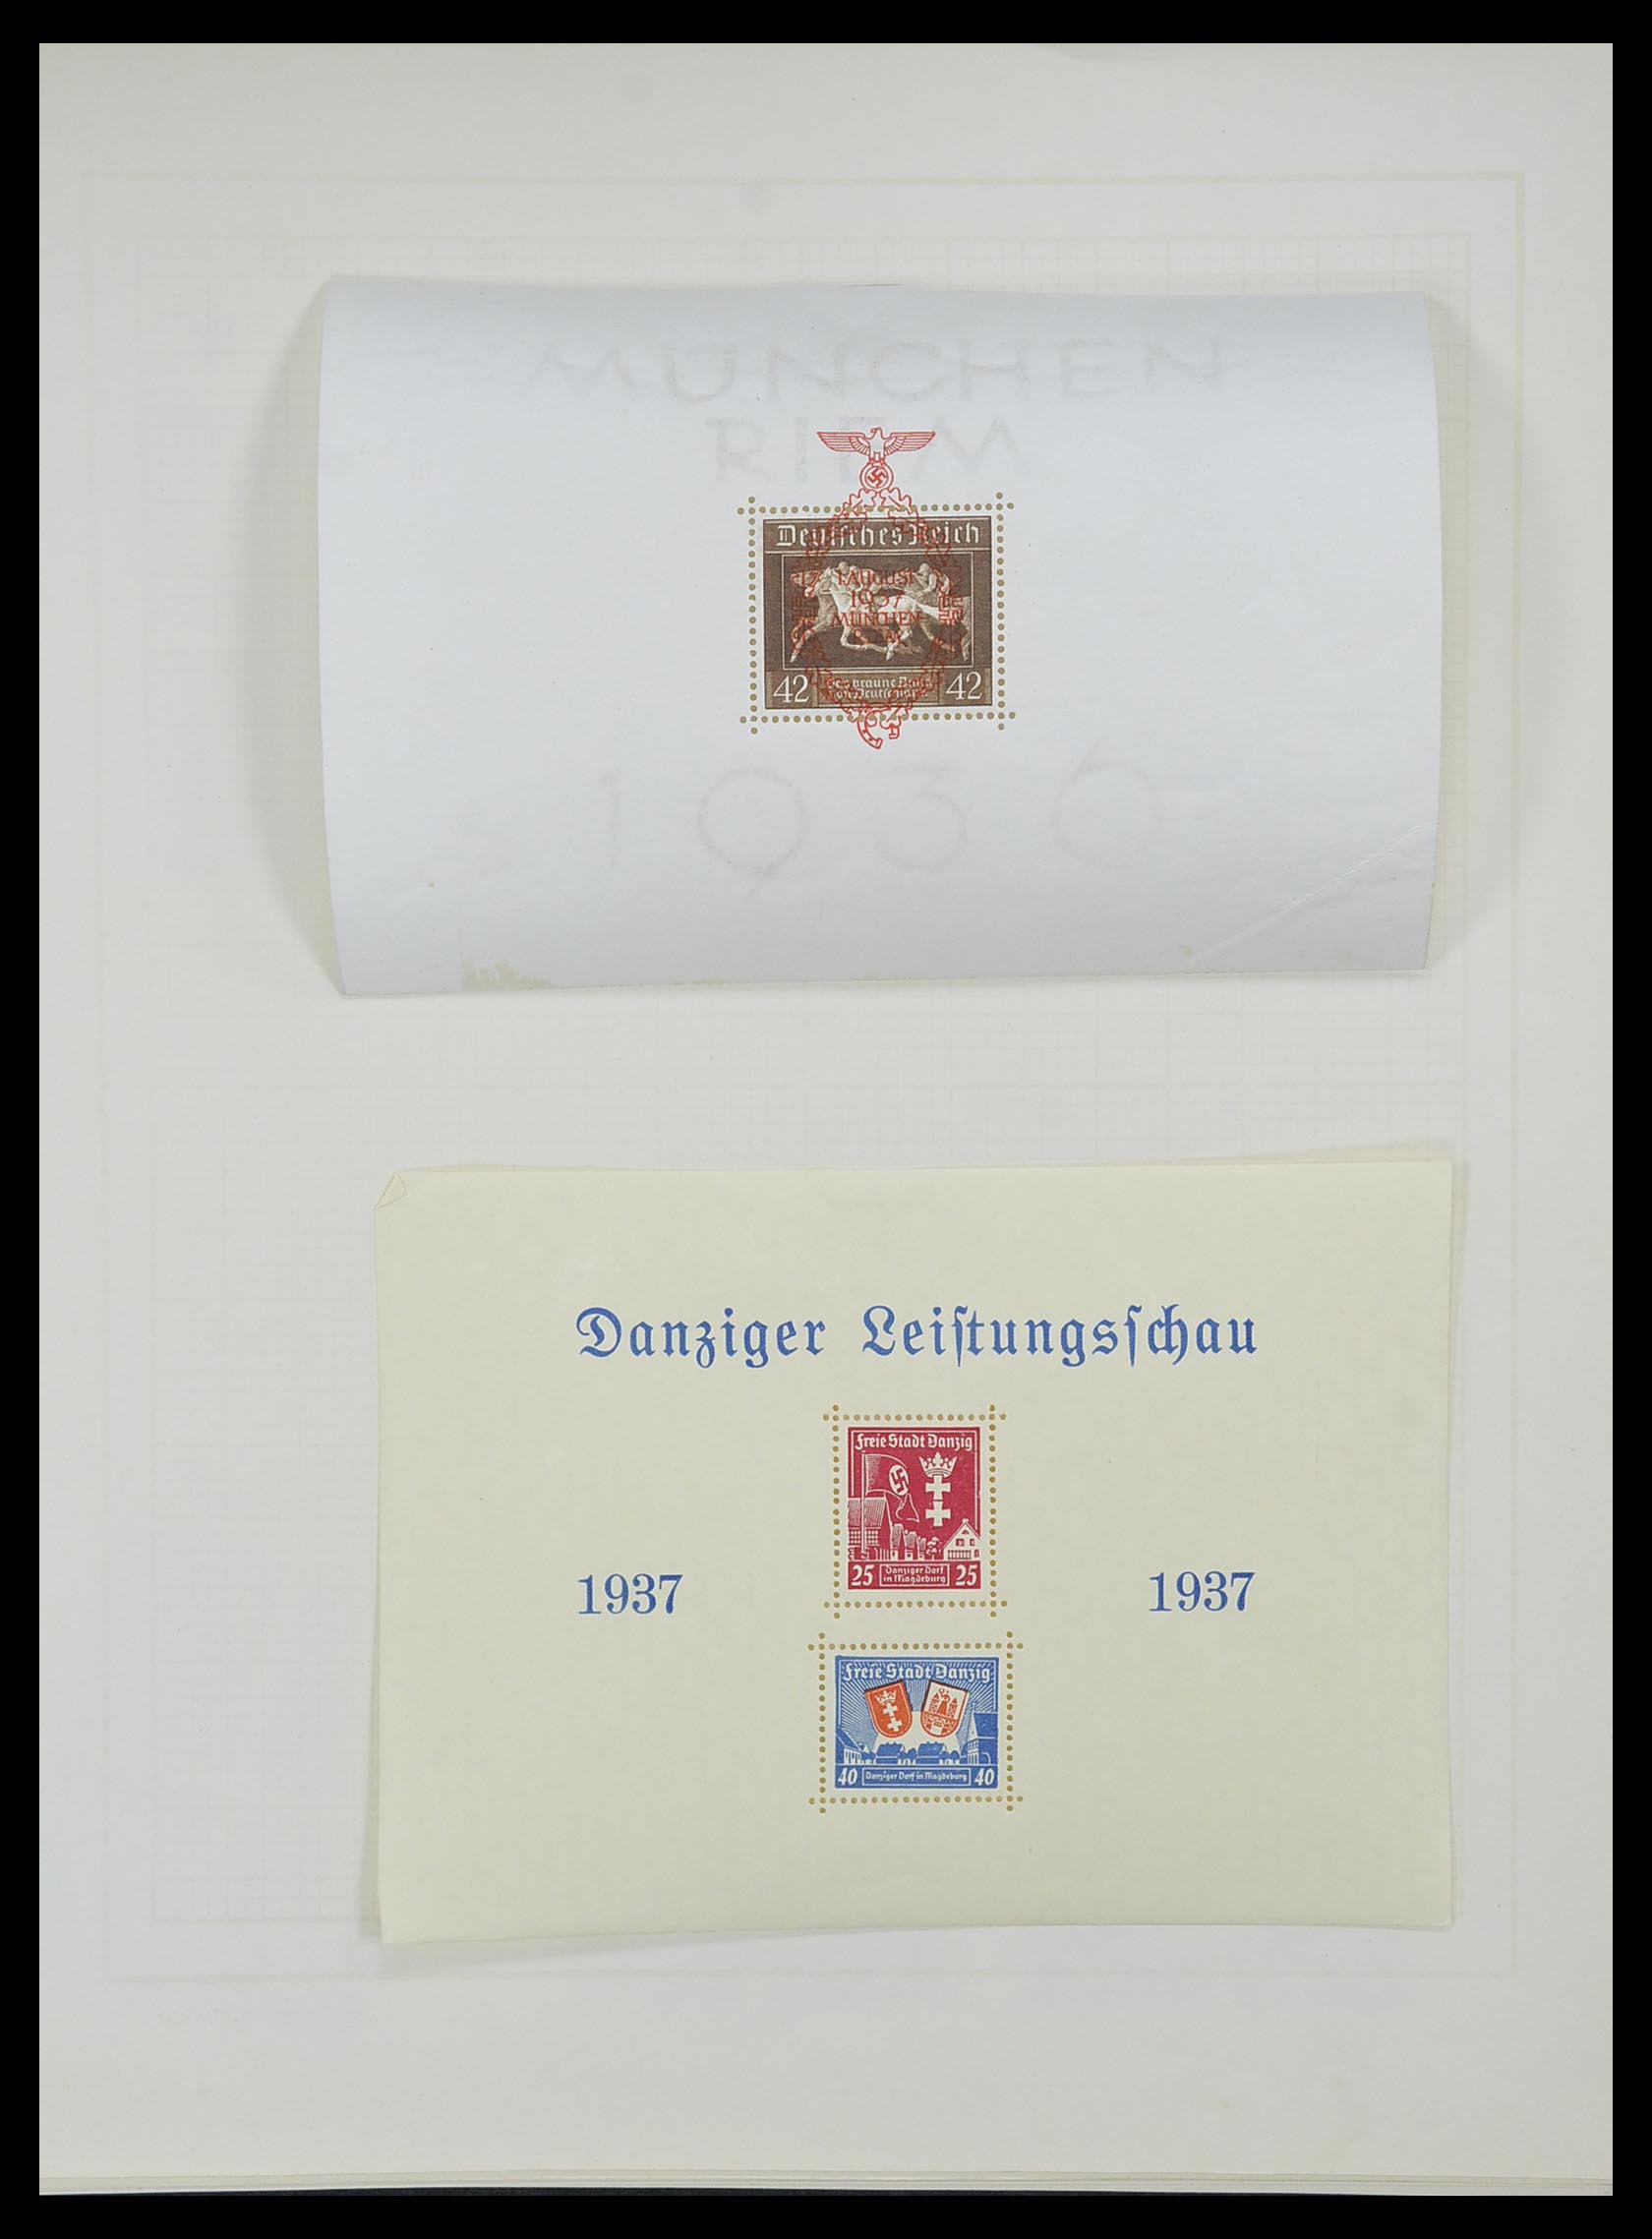 MÜNCHEN
RIEM
Deutsches Reich
1. AUGUST
1937
MÜNCHEN
RIEM
42 42
1936
Danziger Leiſtungsſchau
Freie Stadt Danzig
25 Danziger Dorf in Magdeburg 25
1937 1937
Freie Stadt Danzig
40 Danziger Dorf in Magdeburg 40